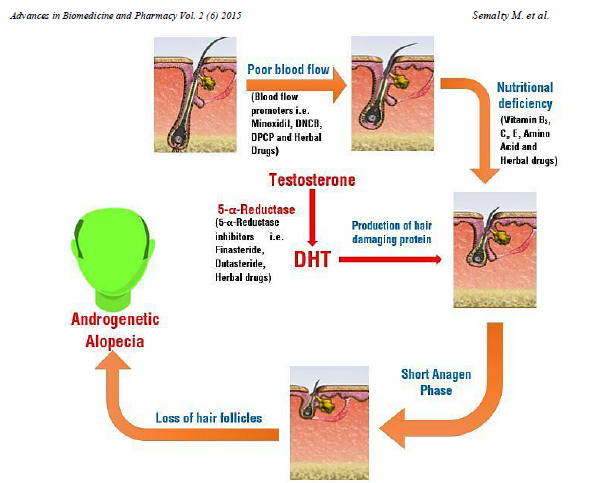 Advances in Biomedicine and Pharmacy Vol. 2 (6) 2015
Semalty M. et al.
Poor blood flow
(Blood flow
promoters i.e.
Minoxidil, DNCB,
DPCP and Herbal
Drugs)
Nutritional
deficiency
(Vitamin B₃,
C, E, Amino
Acid and
Herbal drugs)
Testosterone
5-α-Reductase
(5-α-Reductase
inhibitors i.e.
Finasteride,
Dutasteride,
Herbal drugs)
DHT
Production of hair
damaging protein
Androgenetic
Alopecia
Short Anagen
Phase
Loss of hair follicles